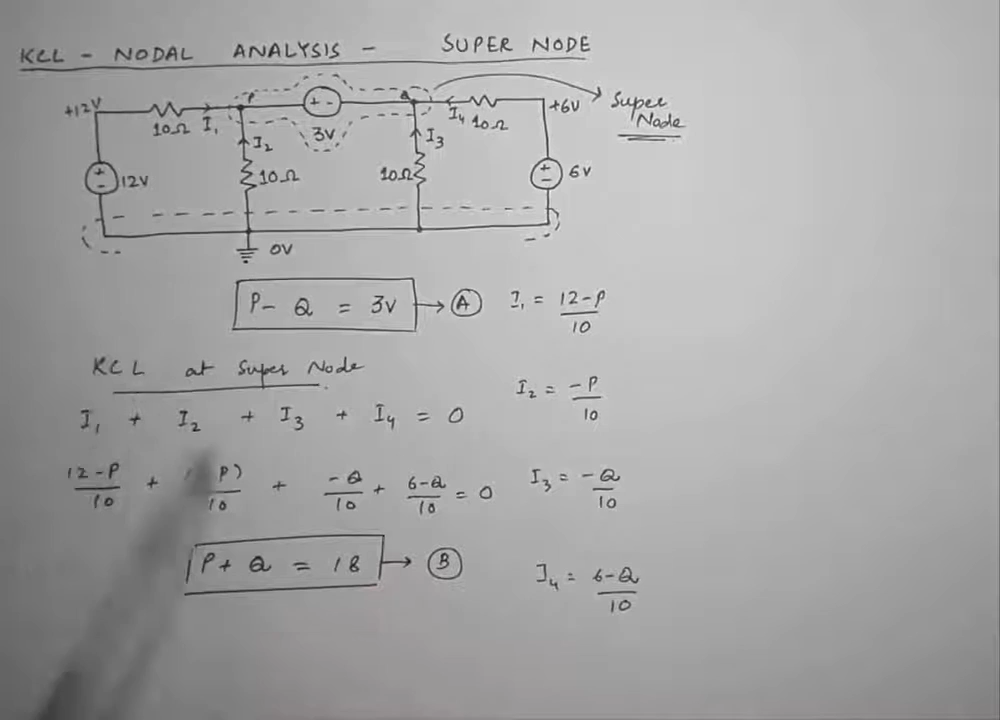 KCL - NODAL ANALYSIS - SUPER NODE
+12V 10Ω I₁ P + - 3V Q I₄ 10Ω +6V Super Node
I₂ I₃
+ - 12V 10Ω 10Ω + - 6V
0V
P - Q = 3V → A I₁ = 12-P / 10
KCL at Super Node
I₂ = -P / 10
I₁ + I₂ + I₃ + I₄ = 0
12-P / 10 + P) / 10 + -Q / 10 + 6-Q / 10 = 0
I₃ = -Q / 10
P + Q = 18 → B
I₄ = 6-Q / 10